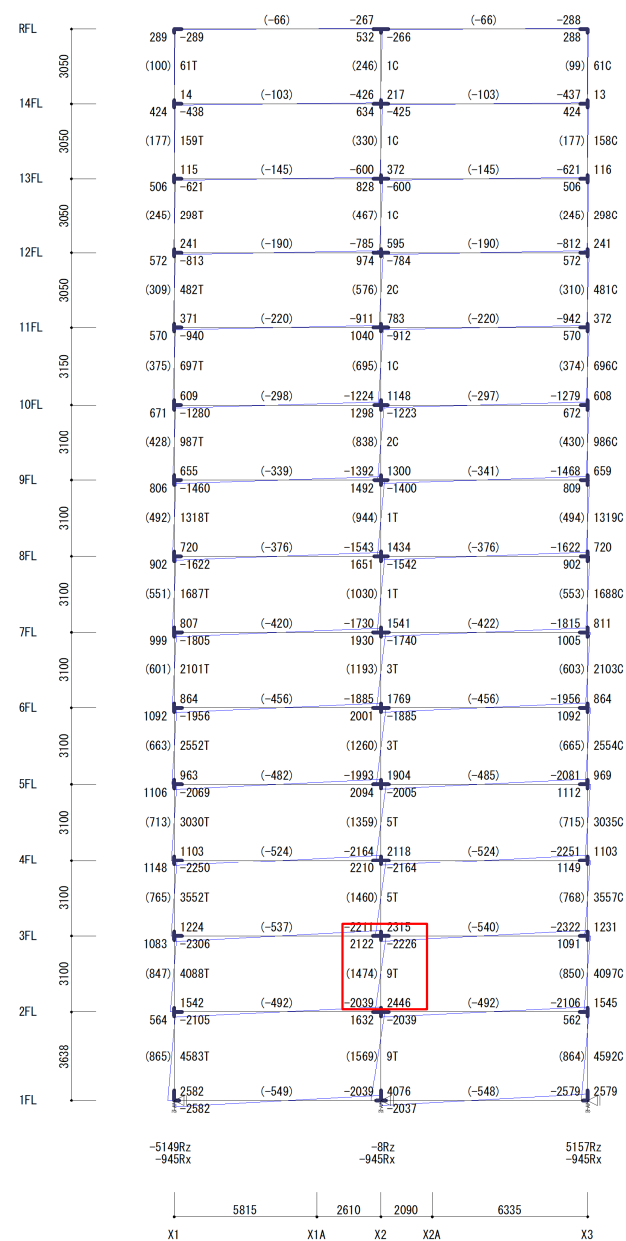 (-66) -267 (-66) -288
RFL
289 -289 532 -266 288
3050 (100) 61T (246) 1C (99) 61C
14 (-103) -426 217 (-103) -437 13
14FL
424 -438 634 -425 424
3050 (177) 159T (330) 1C (177) 158C
115 (-145) -600 372 (-145) -621 116
13FL
506 -621 828 -600 506
3050 (245) 298T (467) 1C (245) 298C
241 (-190) -785 595 (-190) -812 241
12FL
572 -813 974 -784 572
3050 (309) 482T (576) 2C (310) 481C
371 (-220) -911 783 (-220) -942 372
11FL
570 -940 1040 -912 570
3150 (375) 697T (695) 1C (374) 696C
609 (-298) -1224 1148 (-297) -1279 608
10FL
671 -1280 1298 -1223 672
3100 (428) 987T (838) 2C (430) 986C
655 (-339) -1392 1300 (-341) -1468 659
9FL
806 -1460 1492 -1400 809
3100 (492) 1318T (944) 1T (494) 1319C
720 (-376) -1543 1434 (-376) -1622 720
8FL
902 -1622 1651 -1542 902
3100 (551) 1687T (1030) 1T (553) 1688C
807 (-420) -1730 1541 (-422) -1815 811
7FL
999 -1805 1930 -1740 1005
3100 (601) 2101T (1193) 3T (603) 2103C
864 (-456) -1885 1769 (-456) -1956 864
6FL
1092 -1956 2001 -1885 1092
3100 (663) 2552T (1260) 3T (665) 2554C
963 (-482) -1993 1904 (-485) -2081 969
5FL
1106 -2069 2094 -2005 1112
3100 (713) 3030T (1359) 5T (715) 3035C
1103 (-524) -2164 2118 (-524) -2251 1103
4FL
1148 -2250 2210 -2164 1149
3100 (765) 3552T (1460) 5T (768) 3557C
1224 (-537) -2211 2315 (-540) -2322 1231
3FL
1083 -2306 2122 -2226 1091
3100 (847) 4088T (1474) 9T (850) 4097C
1542 (-492) -2039 2446 (-492) -2106 1545
2FL
564 -2105 1632 -2039 562
3638 (865) 4583T (1569) 9T (864) 4592C
2582 (-549) -2039 4076 (-548) -2579 2579
1FL
-2582 -2037
-5149Rz -8Rz 5157Rz
-945Rx -945Rx -945Rx
5815 2610 2090 6335
X1 X1A X2 X2A X3